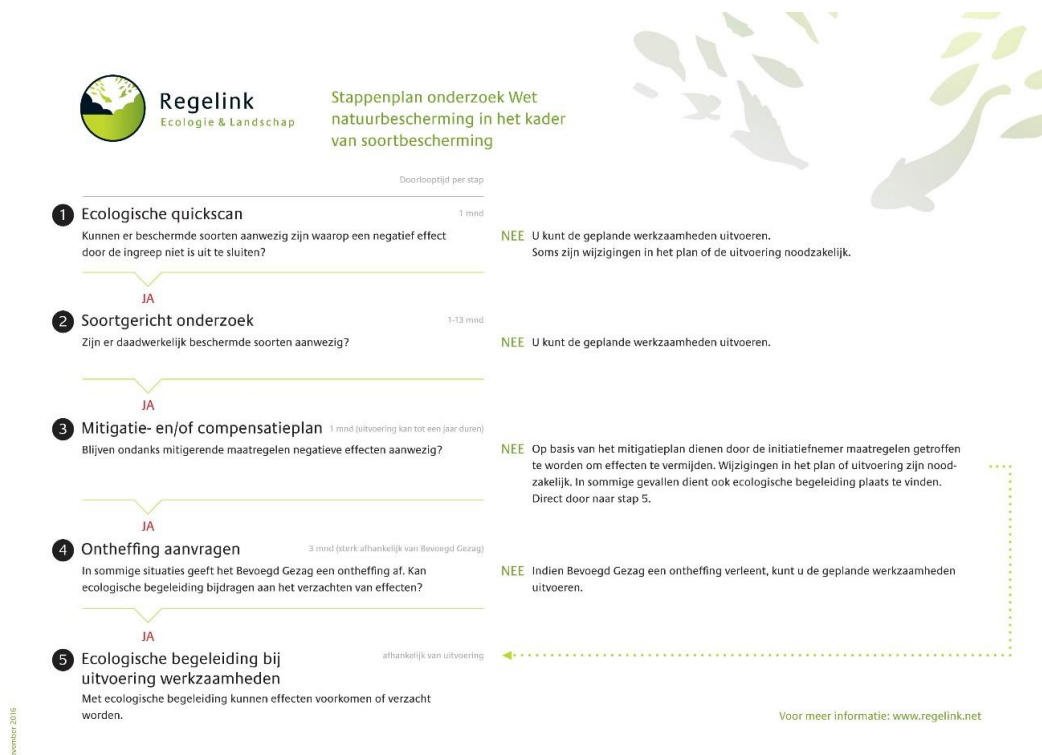 Regelink
Ecologie & Landschap
Stappenplan onderzoek Wet
natuurbescherming in het kader
van soortbescherming
Doorlooptijd per stap
1 Ecologische quickscan 1 mnd
Kunnen er beschermde soorten aanwezig zijn waarop een negatief effect
door de ingreep niet is uit te sluiten?
NEE U kunt de geplande werkzaamheden uitvoeren.
Soms zijn wijzigingen in het plan of de uitvoering noodzakelijk.
JA
2 Soortgericht onderzoek 1-13 mnd
Zijn er daadwerkelijk beschermde soorten aanwezig?
NEE U kunt de geplande werkzaamheden uitvoeren.
JA
3 Mitigatie- en/of compensatieplan 1 mnd (uitvoering kan tot een jaar duren)
Blijven ondanks mitigerende maatregelen negatieve effecten aanwezig?
NEE Op basis van het mitigatieplan dienen door de initiatiefnemer maatregelen getroffen
te worden om effecten te vermijden. Wijzigingen in het plan of uitvoering zijn nood-
zakelijk. In sommige gevallen dient ook ecologische begeleiding plaats te vinden.
Direct door naar stap 5.
JA
4 Ontheffing aanvragen 3 mnd (sterk afhankelijk van Bevoegd Gezag)
In sommige situaties geeft het Bevoegd Gezag een ontheffing af. Kan
ecologische begeleiding bijdragen aan het verzachten van effecten?
NEE Indien Bevoegd Gezag een ontheffing verleent, kunt u de geplande werkzaamheden
uitvoeren.
JA
5 Ecologische begeleiding bij afhankelijk van uitvoering
uitvoering werkzaamheden
Met ecologische begeleiding kunnen effecten voorkomen of verzacht
worden.
Voor meer informatie: www.regelink.net
2016